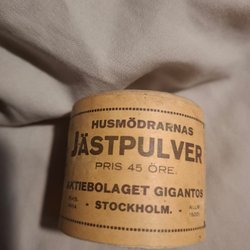 HUSMÖDRARNAS
JÄSTPULVER
PRIS 45 ÖRE.
AKTIEBOLAGET GIGANTOS
· STOCKHOLM. ·